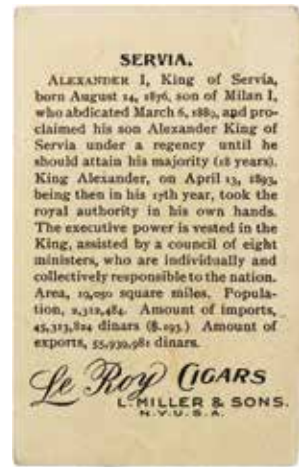 SERVIA.
ALEXANDER I, King of Servia,
born August 14, 1876, son of Milan I,
who abdicated March 6, 1889, and pro-
claimed his son Alexander King of
Servia under a regency until he
should attain his majority (18 years).
King Alexander, on April 13, 1893,
being then in his 17th year, took the
royal authority in his own hands.
The executive power is vested in the
King, assisted by a council of eight
ministers, who are individually and
collectively responsible to the nation.
Area, 19,050 square miles. Popula-
tion, 2,312,484. Amount of imports,
45,313,824 dinars ($.193.) Amount of
exports, 55,939,981 dinars.
Le Roy CIGARS
L. MILLER & SONS.
N.Y.U.S.A.